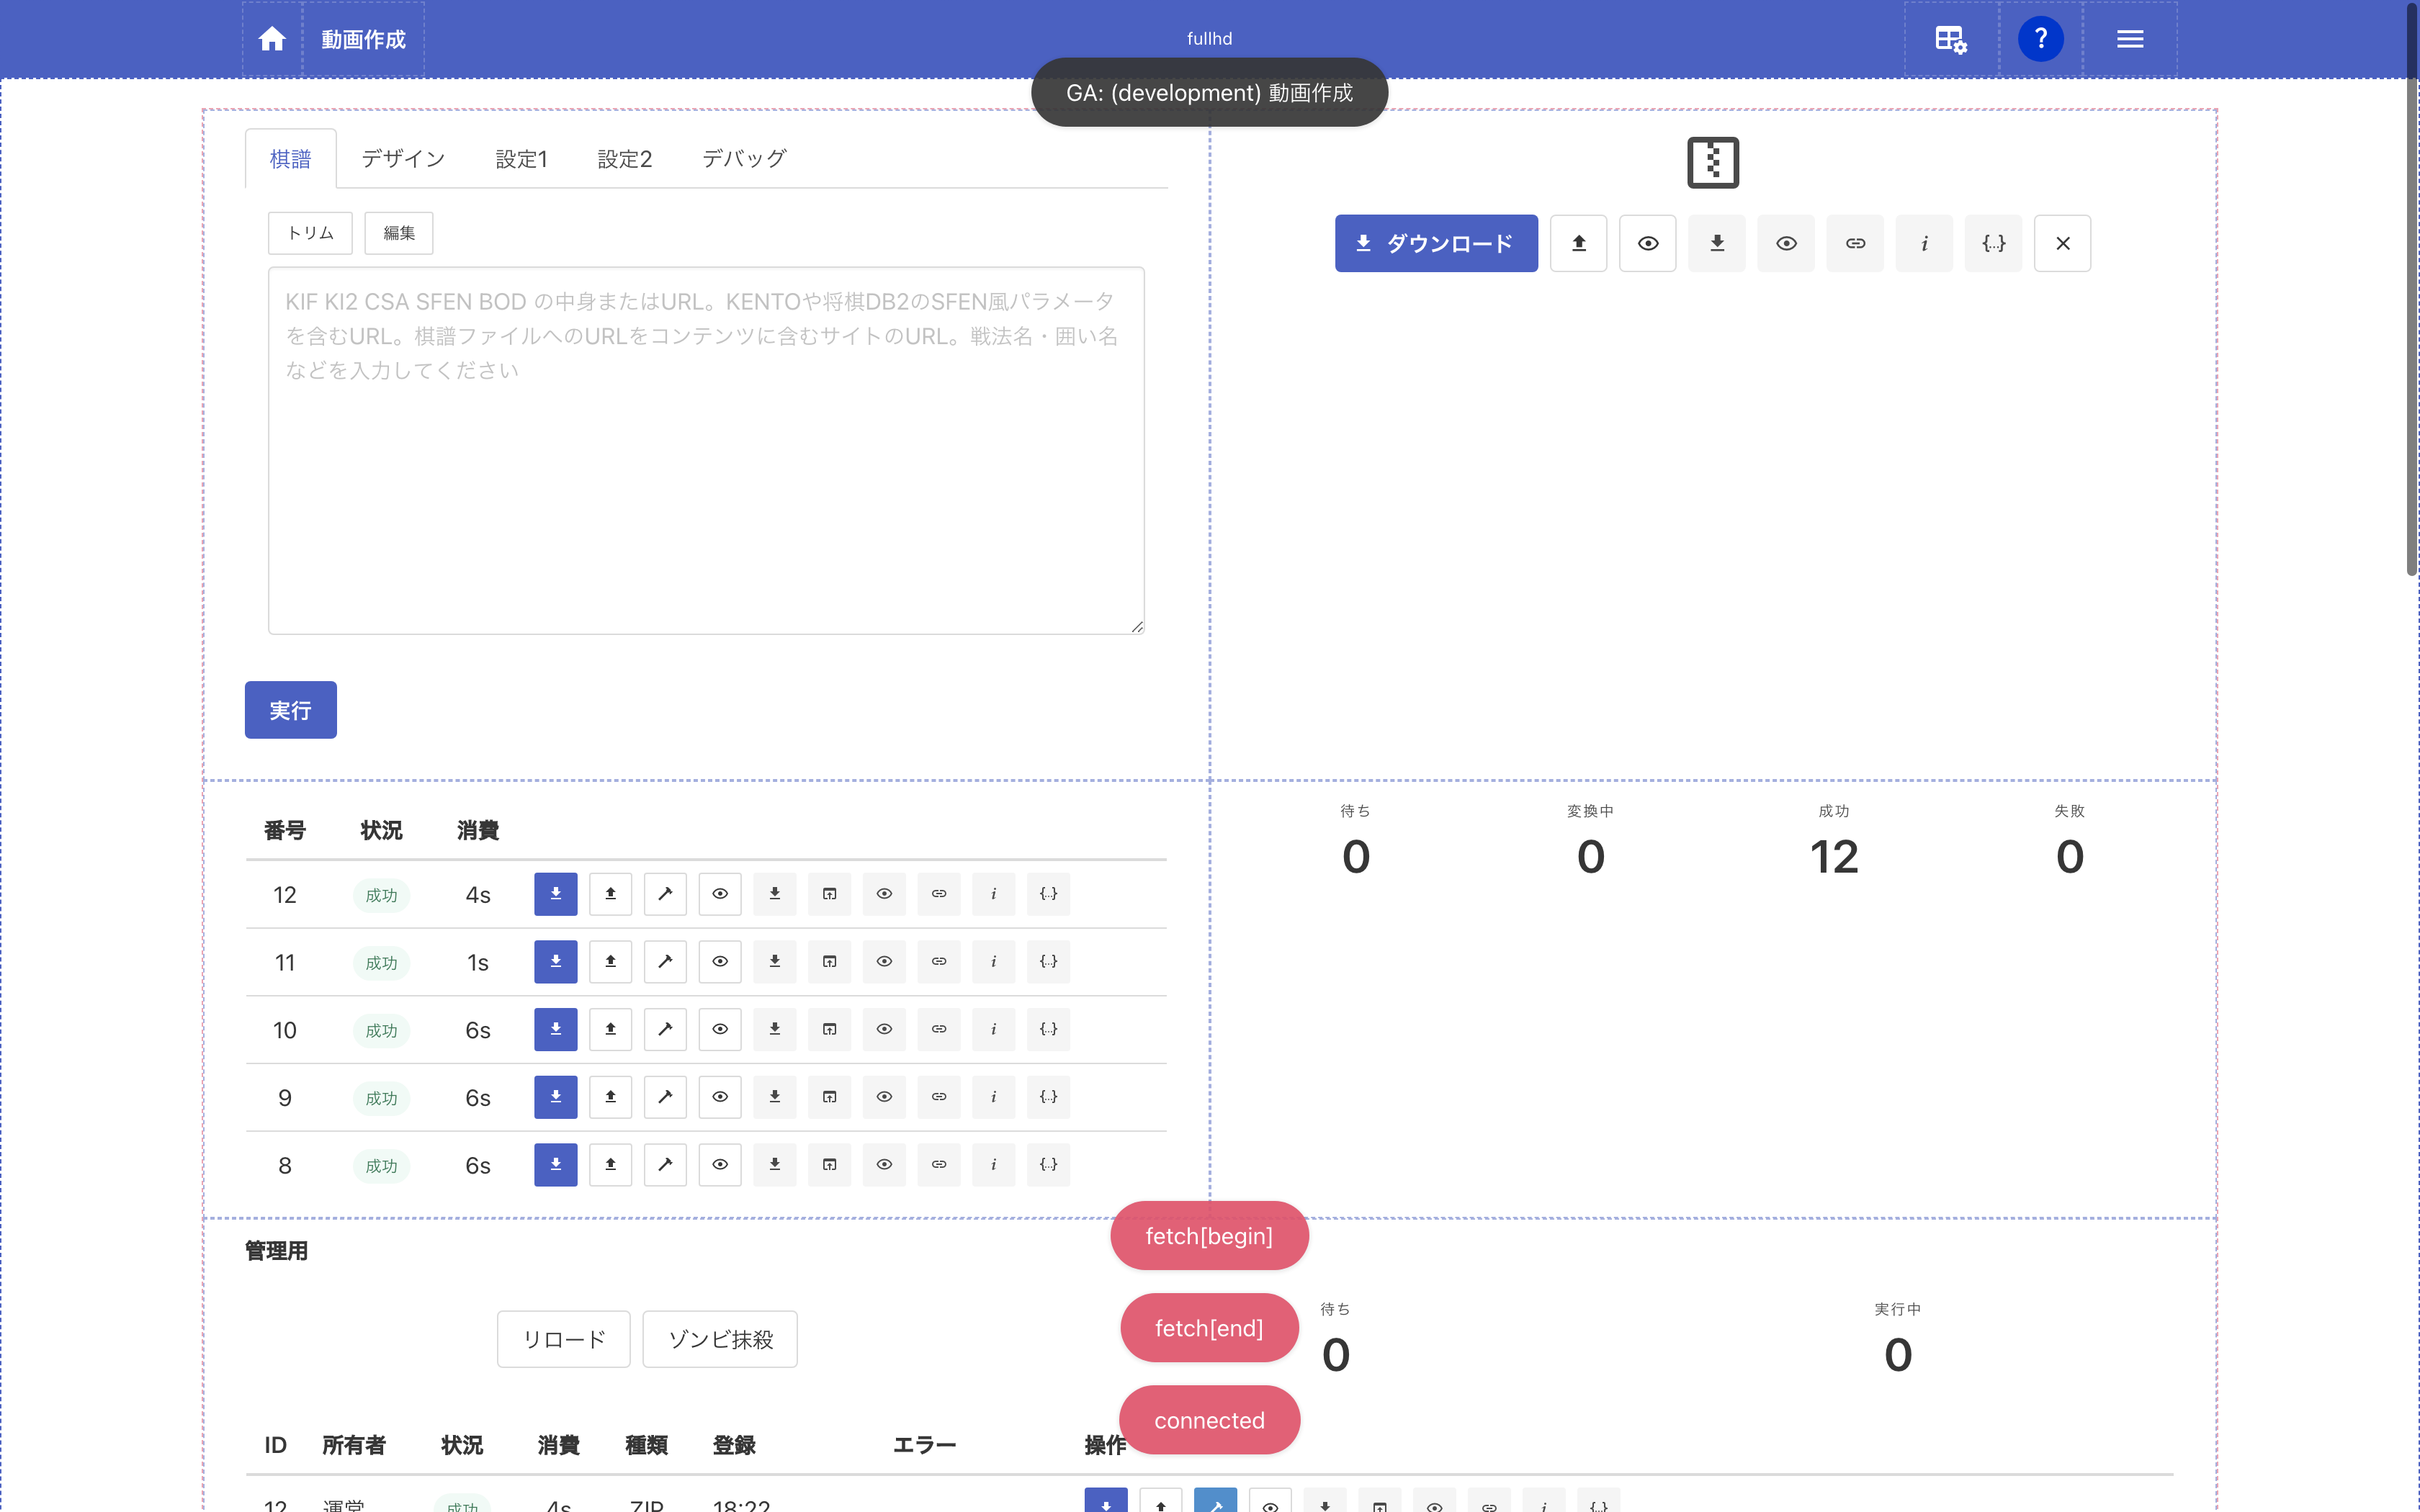 動画作成
fullhd
?
GA: (development) 動画作成
棋譜 デザイン 設定1 設定2 デバッグ
トリム 編集
ダウンロード i {...}
KIF KI2 CSA SFEN BOD の中身またはURL。KENTOや将棋DB2のSFEN風パラメータ
を含むURL。棋譜ファイルへのURLをコンテンツに含むサイトのURL。戦法名・囲い名
などを入力してください
実行
番号 状況 消費
12 成功 4s i {...}
11 成功 1s i {...}
10 成功 6s i {...}
9 成功 6s i {...}
8 成功 6s i {...}
待ち 変換中 成功 失敗
0 0 12 0
管理用
fetch[begin]
リロード ゾンビ抹殺
fetch[end]
待ち 実行中
0 0
connected
ID 所有者 状況 消費 種類 登録 エラー 操作
12 運営 成功 4s ZIP 18:22 i {...}